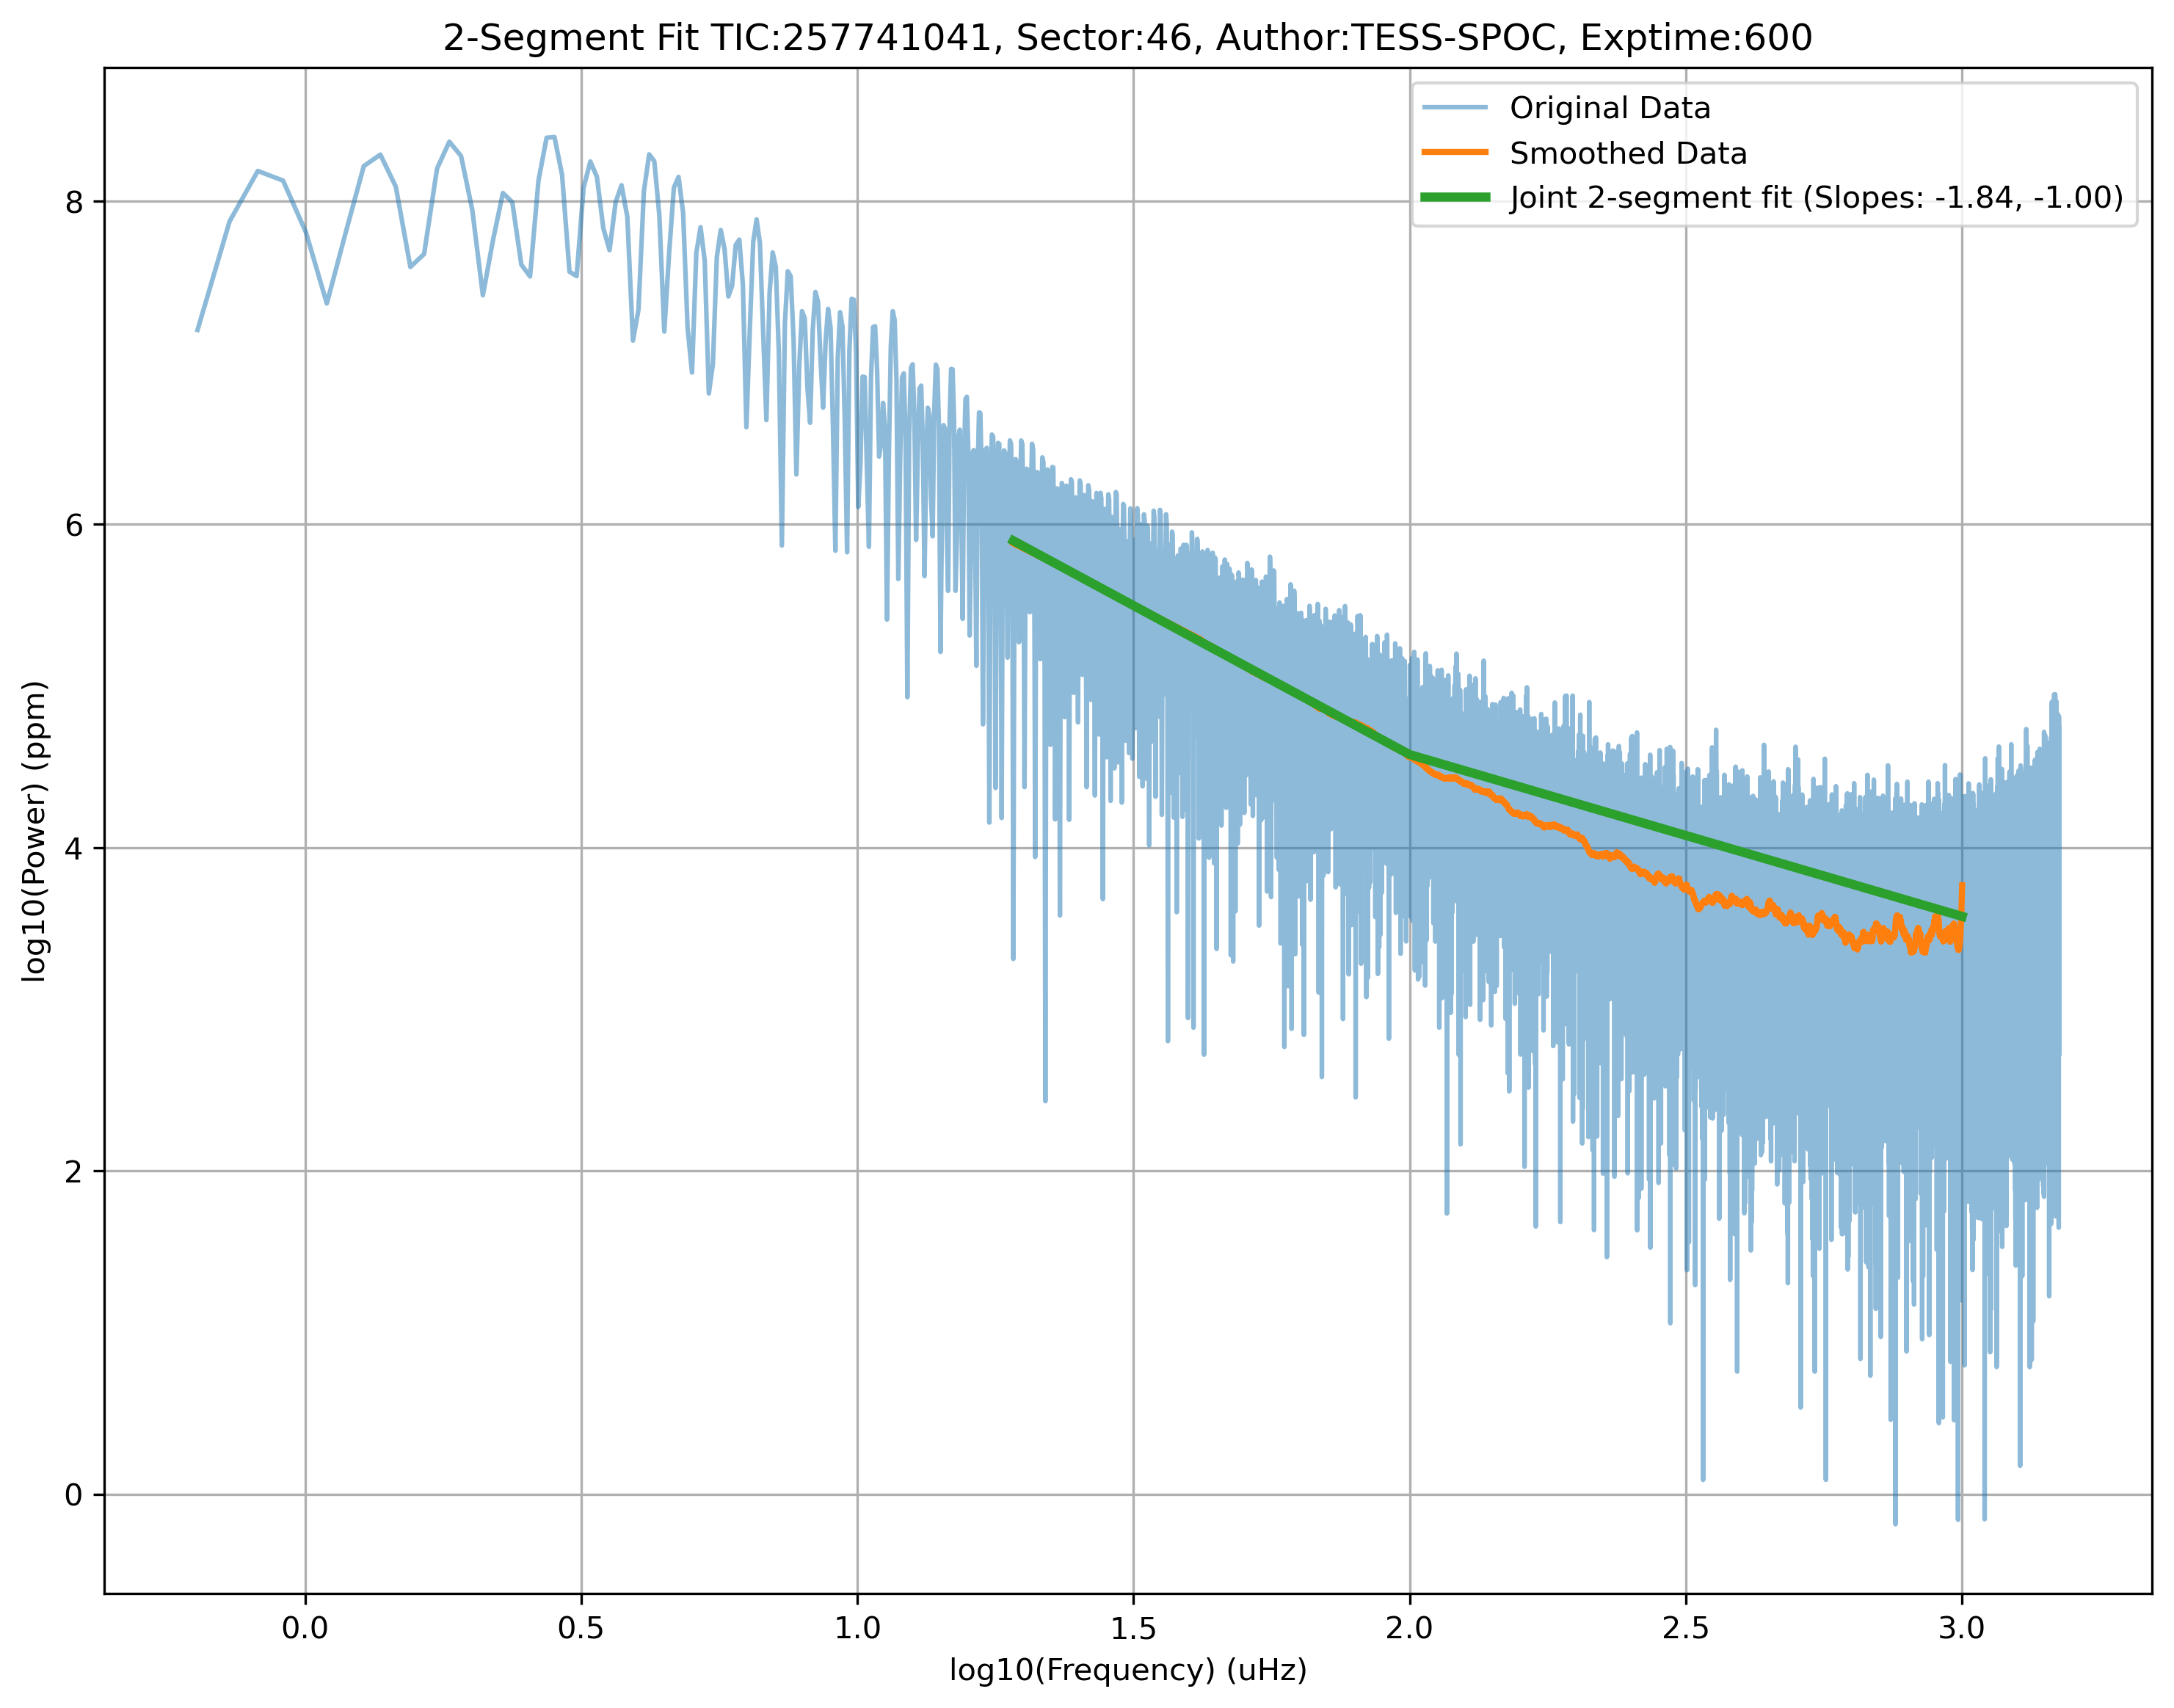 2-Segment Fit TIC:257741041, Sector:46, Author:TESS-SPOC, Exptime:600
Original Data
Smoothed Data
Joint 2-segment fit (Slopes: -1.84, -1.00)
log10(Power) (ppm)
8
6
4
2
0
0.0 0.5 1.0 1.5 2.0 2.5 3.0
log10(Frequency) (uHz)